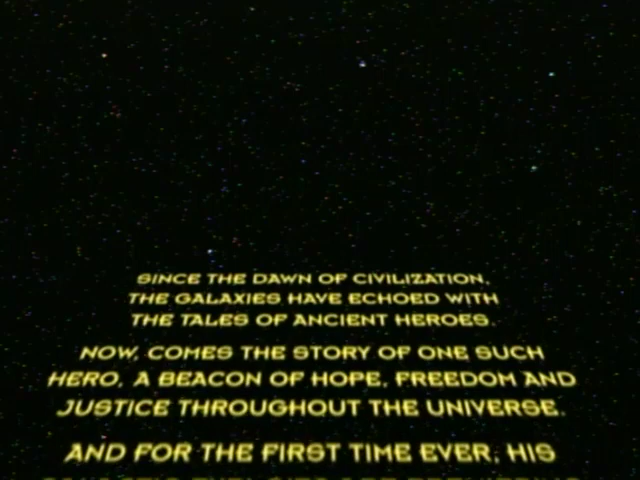 SINCE THE DAWN OF CIVILIZATION,
THE GALAXIES HAVE ECHOED WITH
THE TALES OF ANCIENT HEROES.
NOW, COMES THE STORY OF ONE SUCH
HERO, A BEACON OF HOPE, FREEDOM AND
JUSTICE THROUGHOUT THE UNIVERSE.
AND FOR THE FIRST TIME EVER, HIS